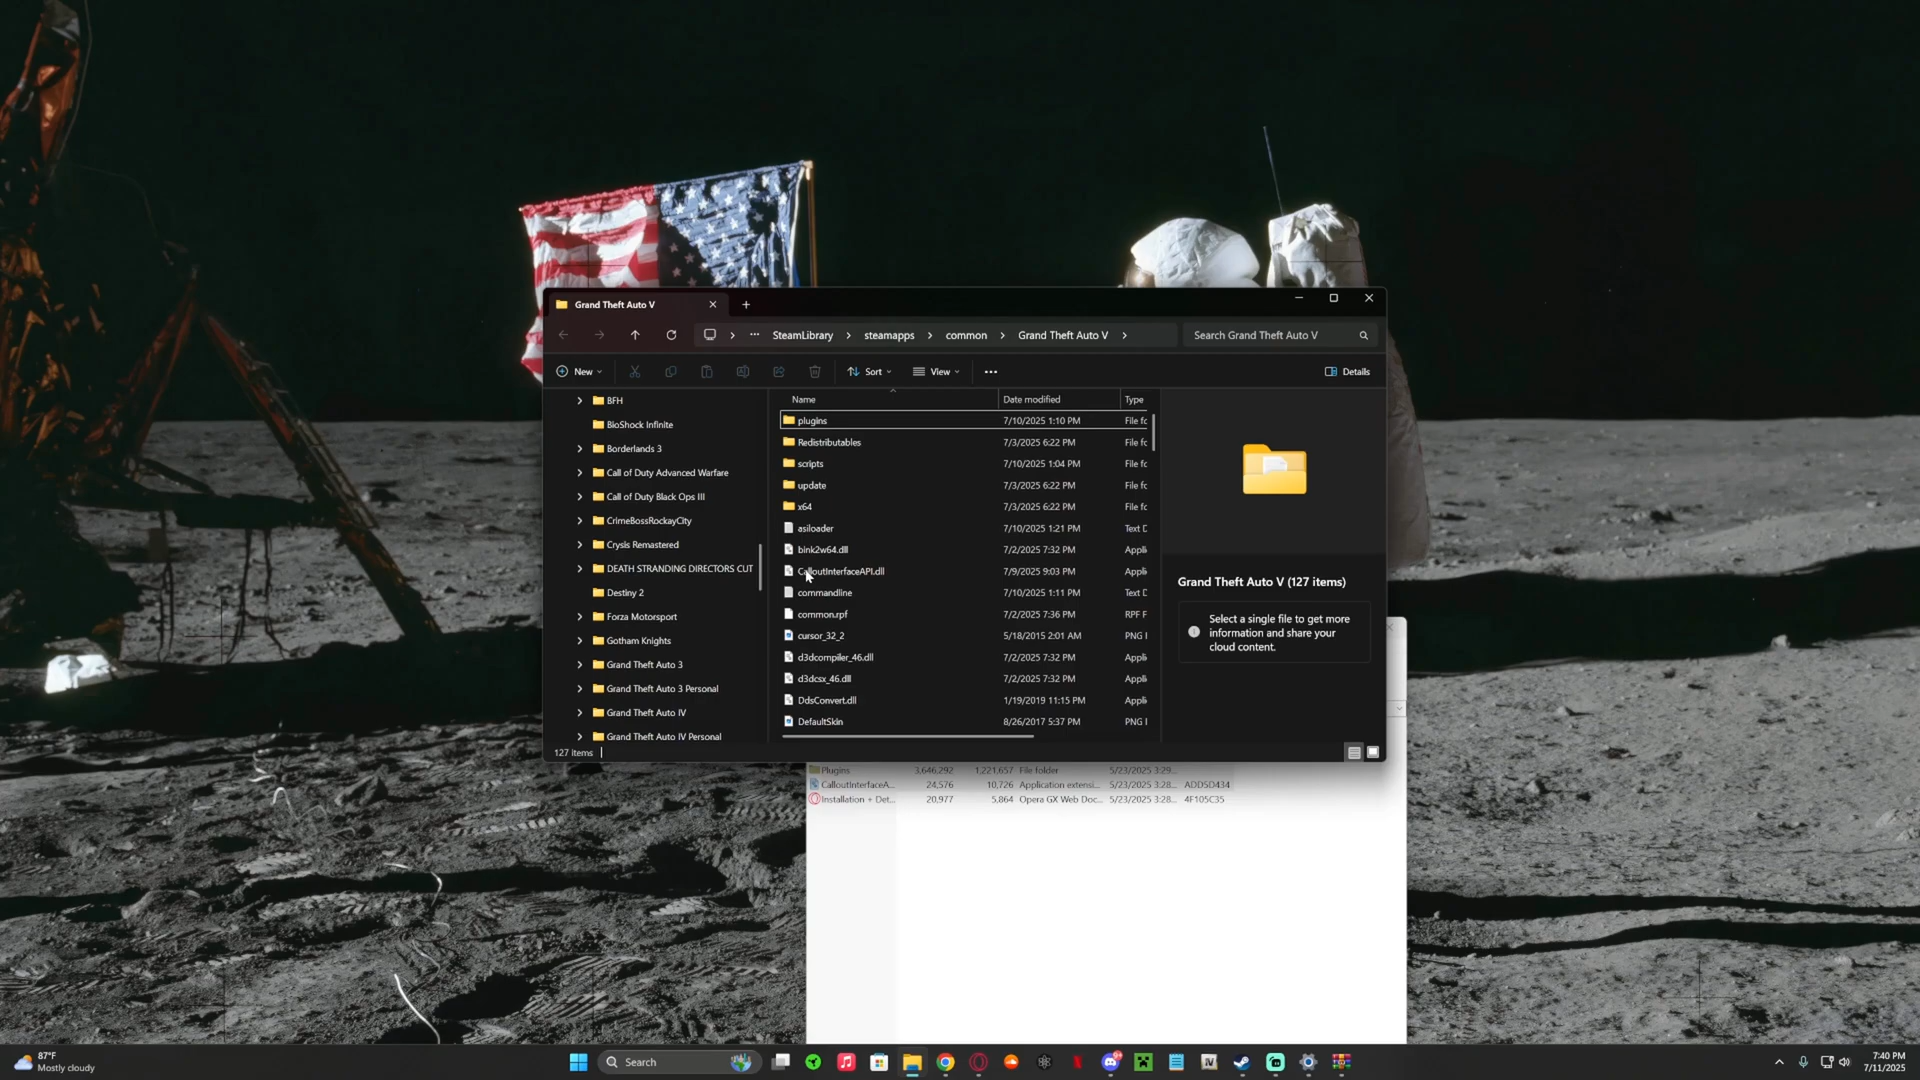 Grand Theft Auto V
SteamLibrary
steamapps
common
Grand Theft Auto V
Search Grand Theft Auto V
New
Sort
View
Details
BFH
BioShock Infinite
Borderlands 3
Call of Duty Advanced Warfare
Call of Duty Black Ops III
CrimeBossRockayCity
Crysis Remastered
DEATH STRANDING DIRECTORS CUT
Destiny 2
Forza Motorsport
Gotham Knights
Grand Theft Auto 3
Grand Theft Auto 3 Personal
Grand Theft Auto IV
Grand Theft Auto IV Personal
Name Date modified Type
plugins 7/10/2025 1:10 PM File fc
Redistributables 7/3/2025 6:22 PM File fc
scripts 7/10/2025 1:04 PM File fc
update 7/3/2025 6:22 PM File fc
x64 7/3/2025 6:22 PM File fc
asiloader 7/10/2025 1:21 PM Text D
bink2w64.dll 7/2/2025 7:32 PM Appli
CalloutInterfaceAPI.dll 7/9/2025 9:03 PM Appli
commandline 7/10/2025 1:11 PM Text D
common.rpf 7/2/2025 7:36 PM RPF F
cursor_32_2 5/18/2015 2:01 AM PNG I
d3dcompiler_46.dll 7/2/2025 7:32 PM Appli
d3dcsx_46.dll 7/2/2025 7:32 PM Appli
DdsConvert.dll 1/19/2019 11:15 PM Appli
DefaultSkin 8/26/2017 5:37 PM PNG I
Grand Theft Auto V (127 items)
Select a single file to get more
information and share your
cloud content.
127 items
Plugins 3,646,292 1,221,657 File folder 5/23/2025 3:29...
CalloutInterfaceA... 24,576 10,726 Application extensi... 5/23/2025 3:28... ADD5D434
Installation + Det... 20,977 5,864 Opera GX Web Doc... 5/23/2025 3:28... 4F105C35
87°F
Mostly cloudy
Search
IV
7:40 PM
7/11/2025